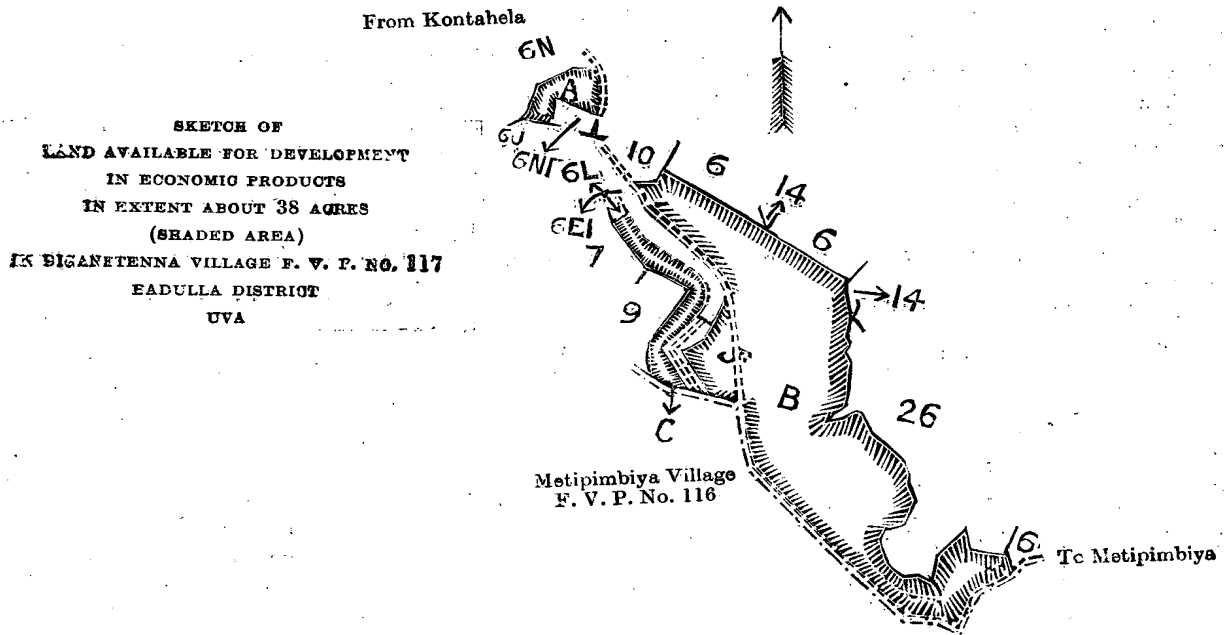 From Kontahela
6N
A
SKETCH OF
LAND AVAILABLE FOR DEVELOPMENT
IN ECONOMIC PRODUCTS
IN EXTENT ABOUT 38 ACRES
(SHADED AREA)
IN DIGANETENNA VILLAGE F. V. P. NO. 117
BADULLA DISTRICT
UVA
6J
6N1
6L
10
6
14
6E1
6
7
14
9
B
26
C
Metipimbiya Village
F. V. P. No. 116
6
To Metipimbiya